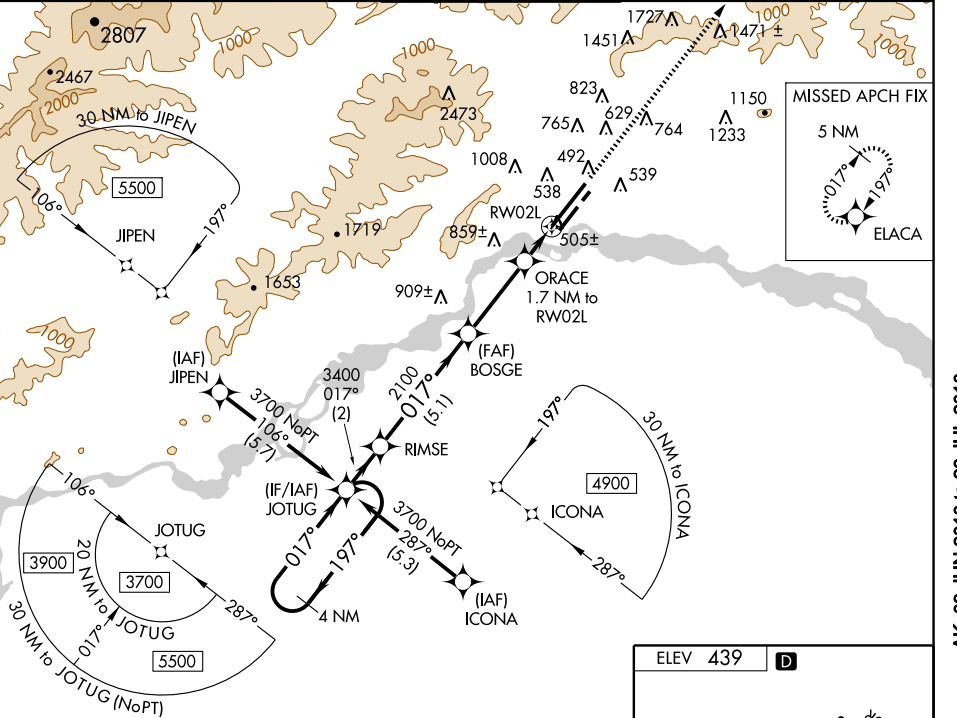 2807
2467
2000
1000
1000
2473
1727
1451
1471 ±
1000
1000
823
629
765
764
1150
1233
1008
492
538
539
MISSED APCH FIX
5 NM
017°
197°
ELACA
30 NM to JIPEN
5500
106°
197°
JIPEN
1719
1653
859±
RW02L
505±
909±
ORACE
1.7 NM to
RW02L
(FAF)
BOSGE
1000
(IAF)
JIPEN
3700 NoPT
106°
(5.7)
3400
017°
(2)
2100
017°
(5.1)
RIMSE
(IF/IAF)
JOTUG
3700 NoPT
287°
(5.3)
(IAF)
ICONA
017°
197°
4 NM
197°
30 NM to ICONA
4900
ICONA
287°
106°
JOTUG
3900
20 NM to JOTUG
3700
287°
017°
5500
30 NM to JOTUG (NoPT)
ELEV 439
D